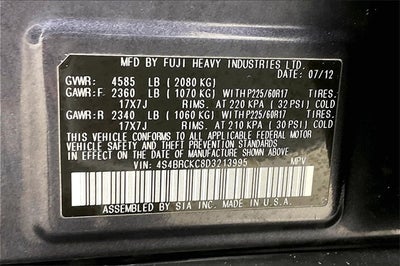 MFD BY FUJI HEAVY INDUSTRIES LTD.
DATE: 07/12
GVWR: 4585 LB (2080 KG)
GAWR:F 2360 LB (1070 KG) WITH P225/60R17 TIRES.
17X7J RIMS. AT 220 KPA (32 PSI) COLD
GAWR:R 2340 LB (1060 KG) WITH P225/60R17 TIRES.
17X7J RIMS. AT 210 KPA (30 PSI) COLD
THIS VEHICLE CONFORMS TO ALL APPLICABLE FEDERAL MOTOR
VEHICLE SAFETY AND THEFT PREVENTION STANDARDS IN
EFFECT ON THE DATE OF MANUFACTURE SHOWN ABOVE.
VIN: 4S4BRCKC8D3213995 MPV
ASSEMBLED BY SIA INC. MADE IN U.S.A.